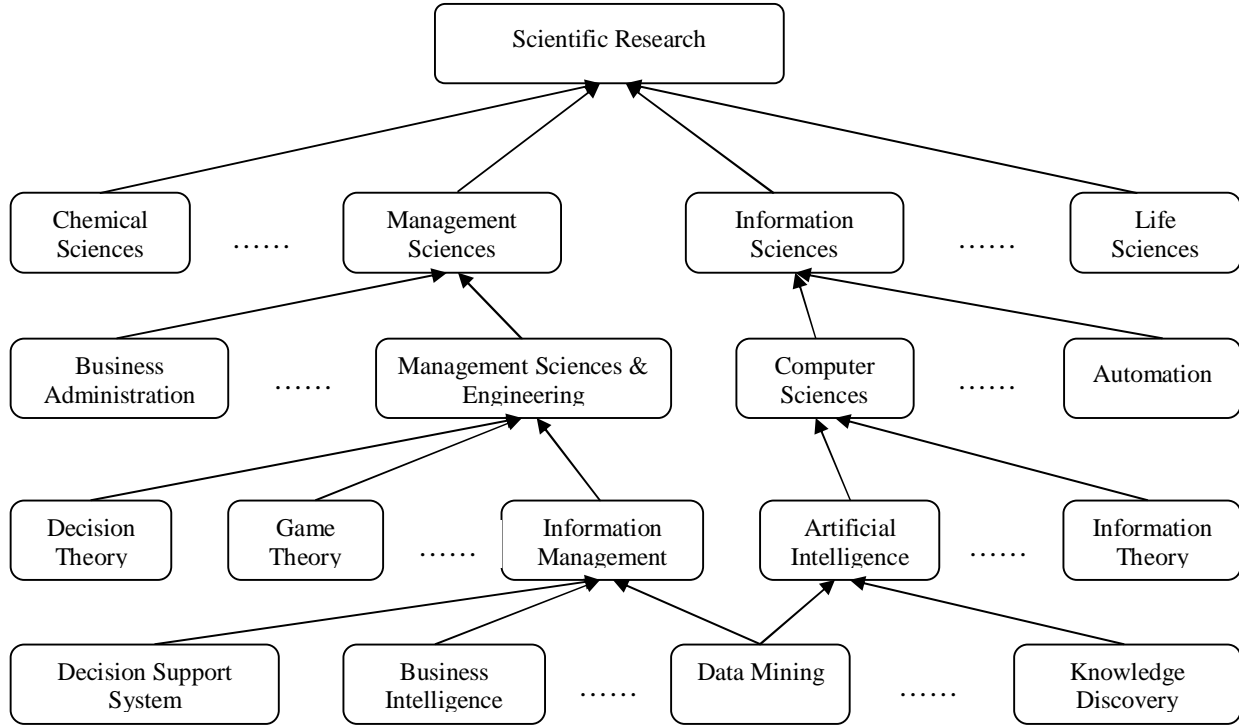 Scientific Research
Chemical
Sciences
……
Management
Sciences
Information
Sciences
……
Life
Sciences
Business
Administration
……
Management Sciences &
Engineering
Computer
Sciences
……
Automation
Decision
Theory
Game
Theory
……
Information
Management
Artificial
Intelligence
……
Information
Theory
Decision Support
System
Business
Intelligence
……
Data Mining
……
Knowledge
Discovery